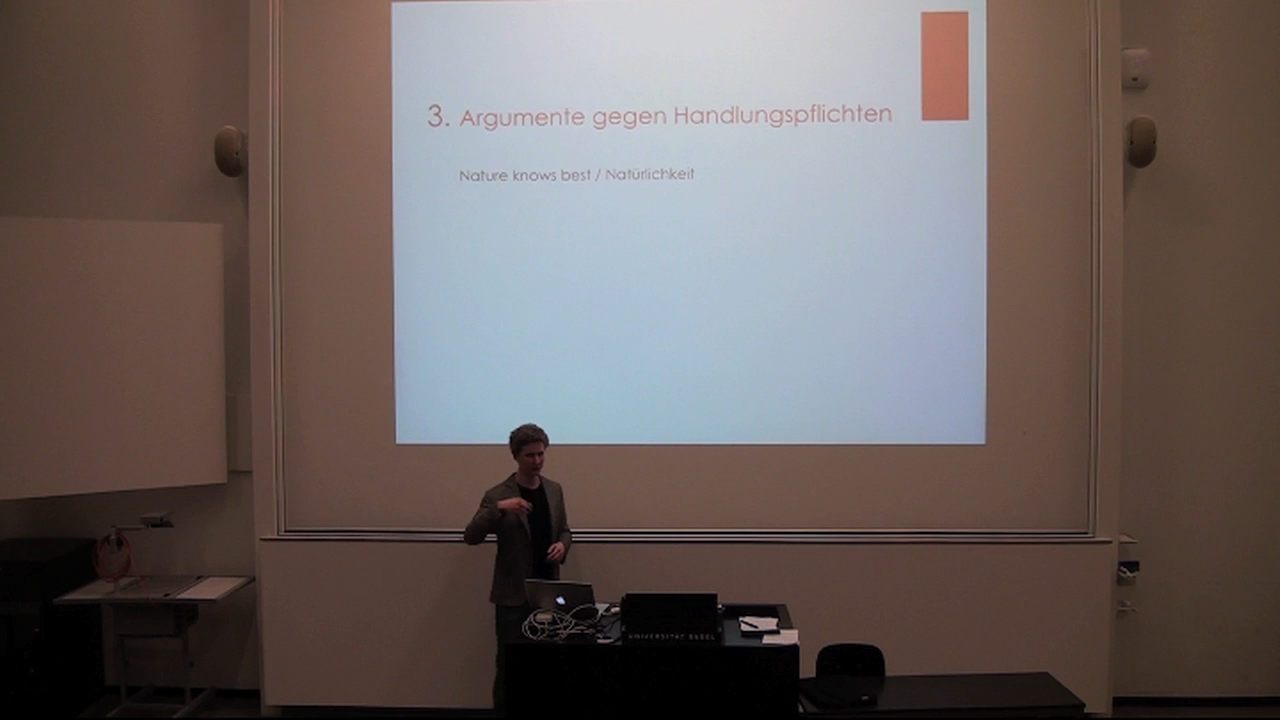 3. Argumente gegen Handlungspflichten
Nature knows best / Natürlichkeit
UNIVERSITÄT BASEL